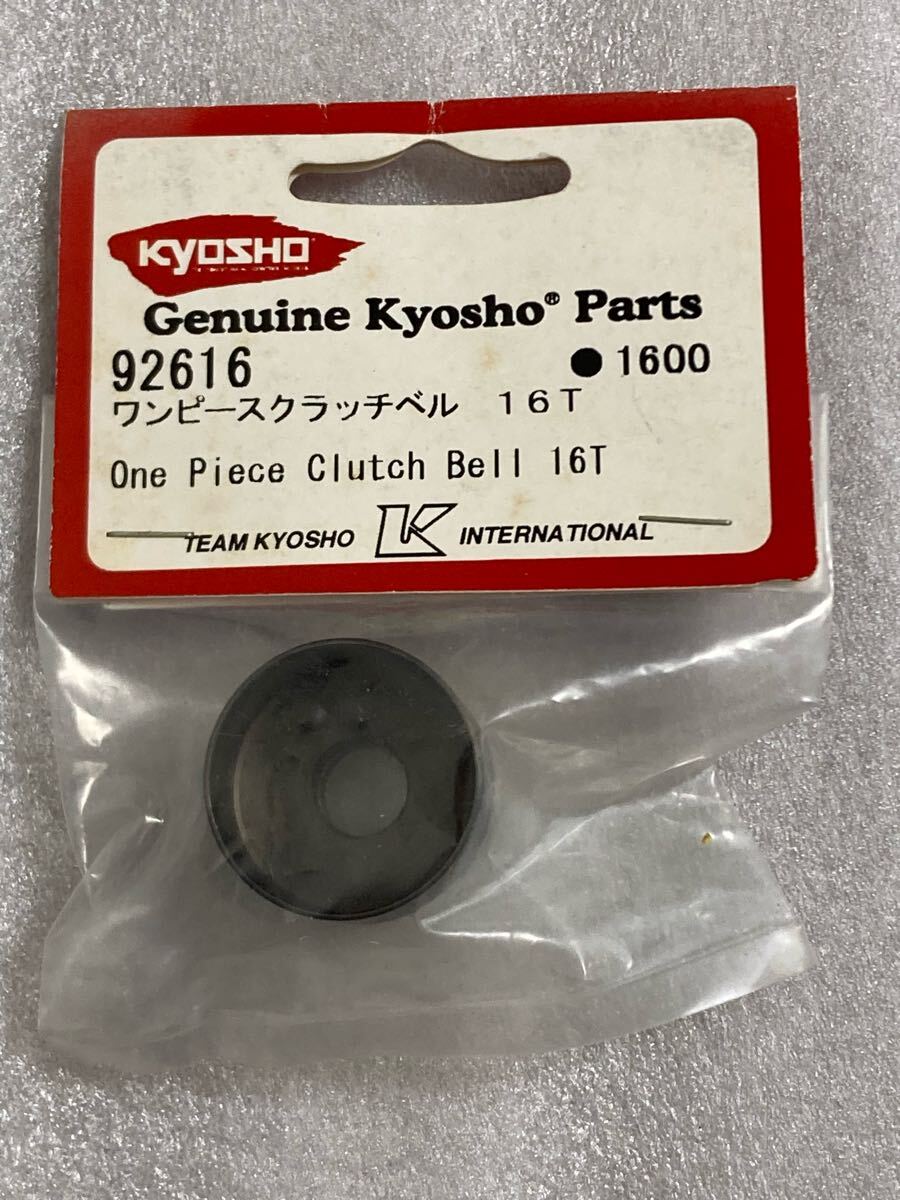 KYOSHO
Genuine Kyosho® Parts
92616 ●1600
ワンピースクラッチベル 16T
One Piece Clutch Bell 16T
TEAM KYOSHO K INTERNATIONAL